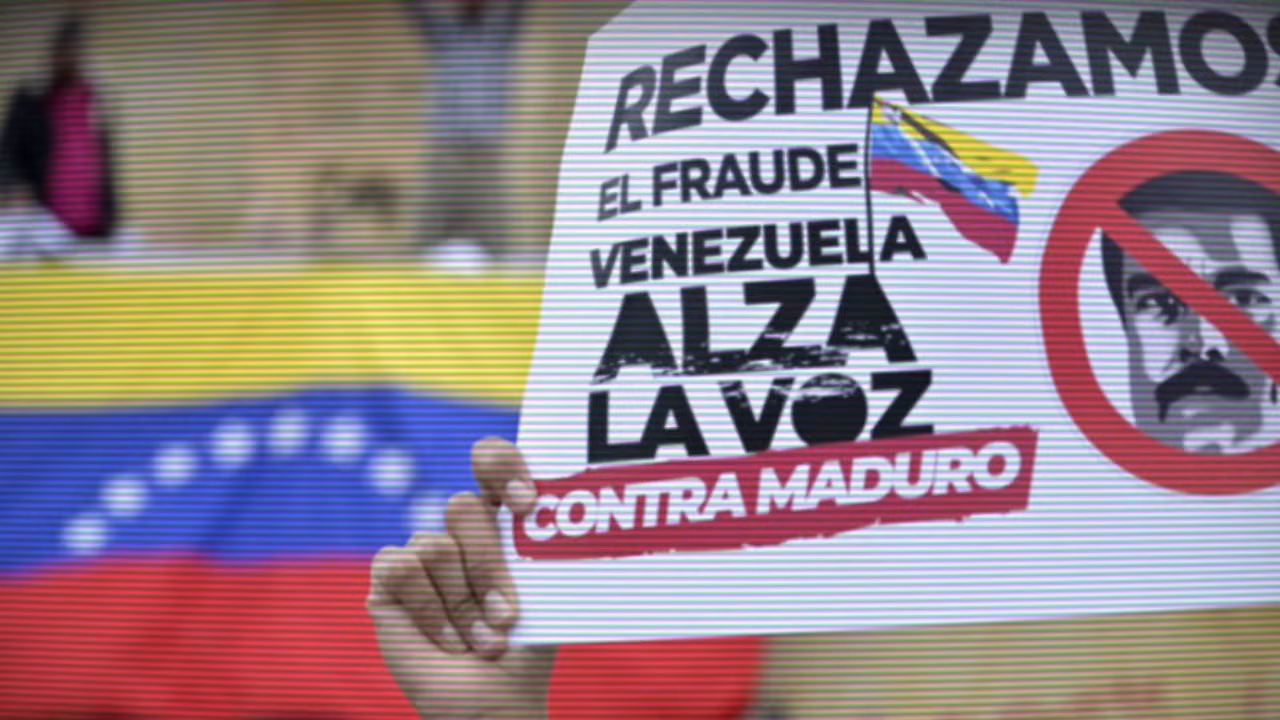 RECHAZAMOS
EL FRAUDE
VENEZUELA
ALZA
LA VOZ
CONTRA MADURO